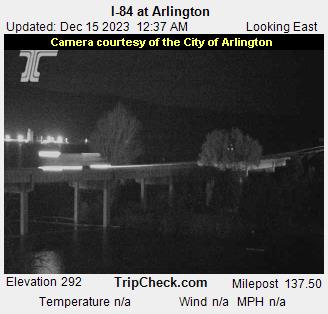 I-84 at Arlington
Updated: Dec 15 2023 12:37 AM Looking East
Camera courtesy of the City of Arlington
Elevation 292 TripCheck.com Milepost 137.50
Temperature n/a Wind n/a MPH n/a